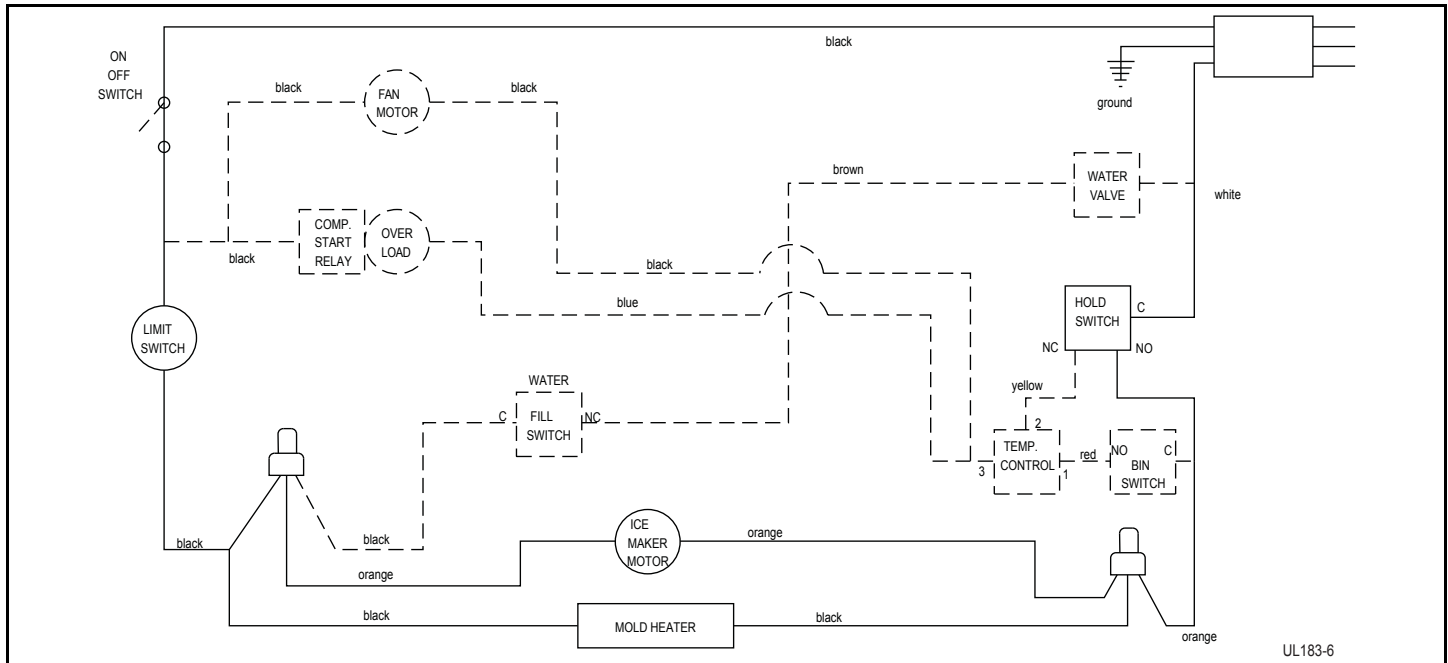 black
ON
OFF
SWITCH
ground
black
FAN
MOTOR
black
brown
WATER
VALVE
white
COMP.
START
RELAY
OVER
LOAD
black
black
blue
HOLD
SWITCH
C
NC
NO
LIMIT
SWITCH
yellow
WATER
C
FILL
SWITCH
NC
2
TEMP.
CONTROL
3
1
red
NO
C
BIN
SWITCH
black
black
ICE
MAKER
MOTOR
orange
orange
black
MOLD HEATER
black
orange
UL183-6